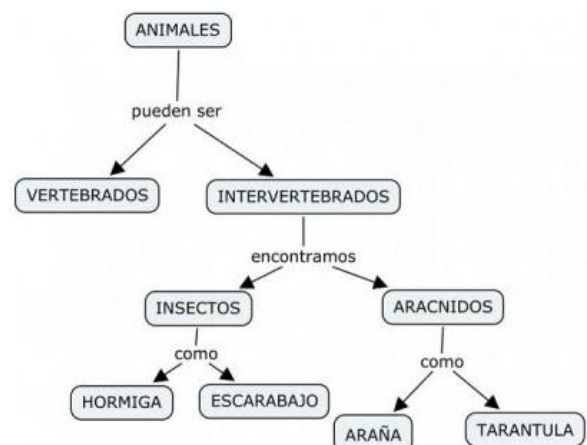 ANIMALES
pueden ser
VERTEBRADOS
INTERVERTEBRADOS
encontramos
INSECTOS
ARACNIDOS
como
como
HORMIGA
ESCARABAJO
ARAÑA
TARANTULA